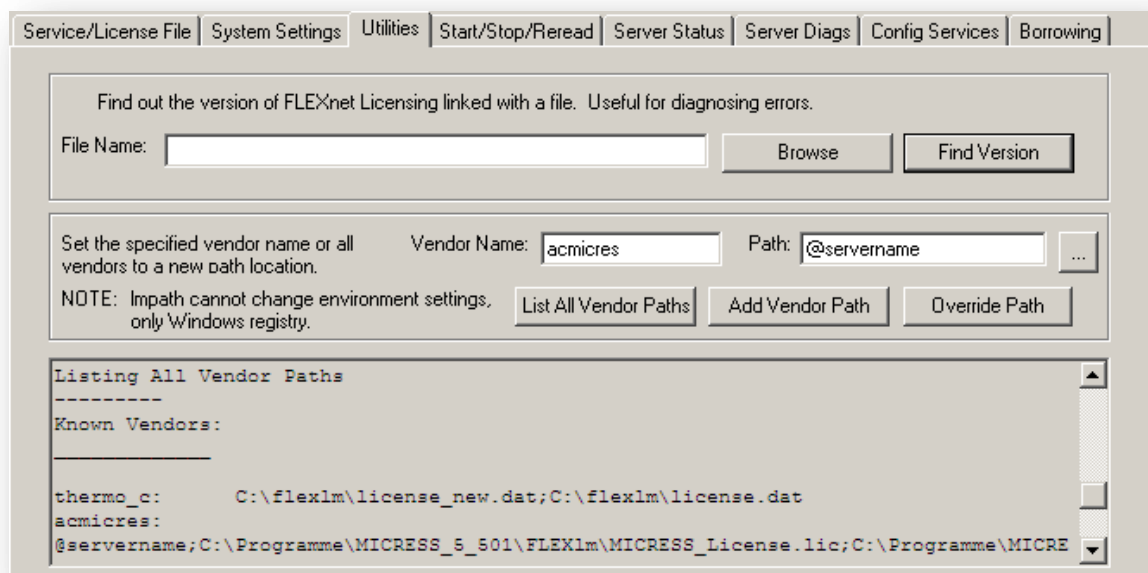 Service/License File System Settings Utilities Start/Stop/Reread Server Status Server Diags Config Services Borrowing
Find out the version of FLEXnet Licensing linked with a file. Useful for diagnosing errors.
File Name: Browse Find Version
Set the specified vendor name or all vendors to a new path location.
Vendor Name: acmicres Path: @servername ...
NOTE: lmpath cannot change environment settings, only Windows registry.
List All Vendor Paths Add Vendor Path Override Path
Listing All Vendor Paths
---------
Known Vendors:
_____________
thermo_c: C:\flexlm\license_new.dat;C:\flexlm\license.dat
acmicres:
@servername;C:\Programme\MICRESS_5_501\FLEXlm\MICRESS_License.lic;C:\Programme\MICRE